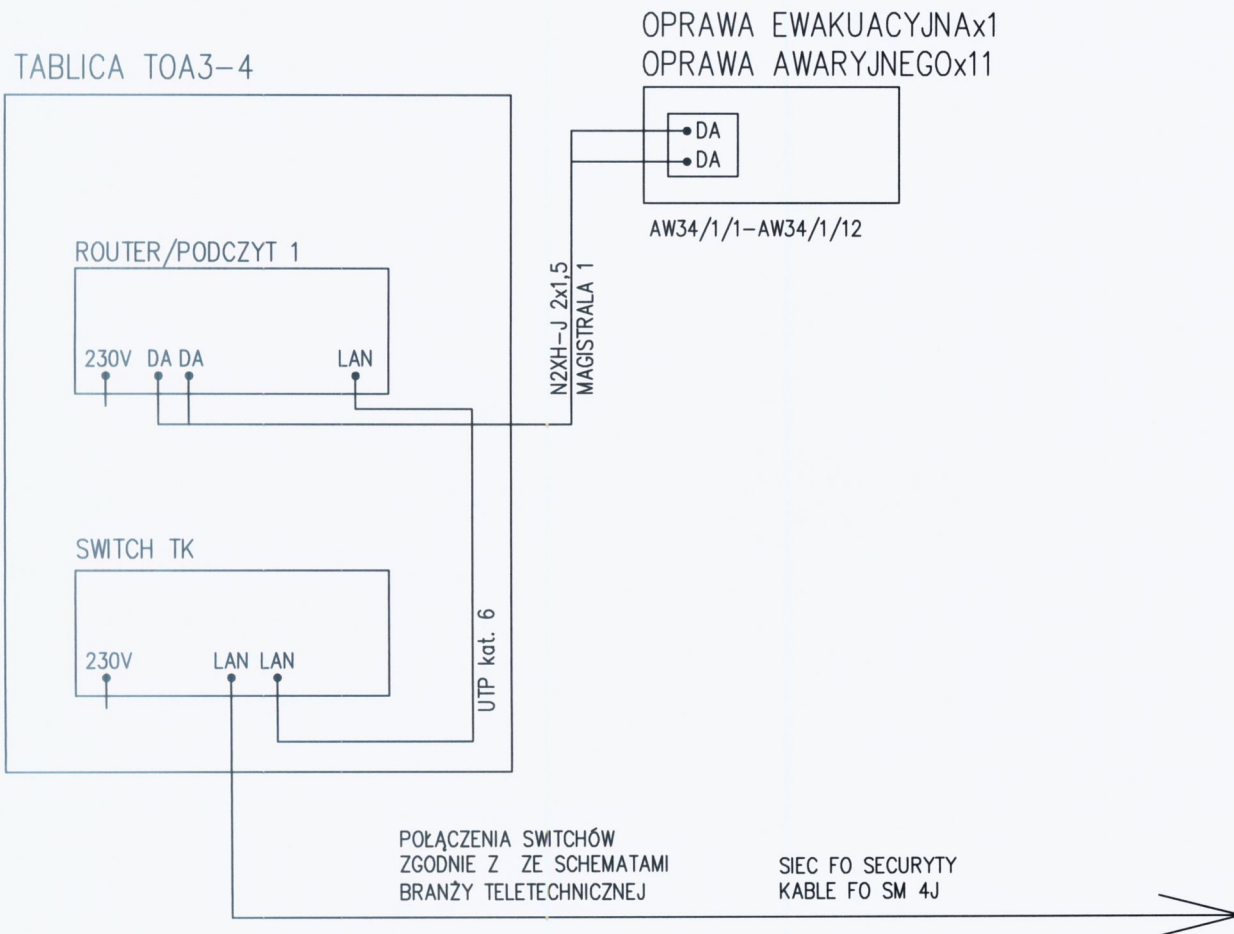 OPRAWA EWAKUACYJNAx1
OPRAWA AWARYJNEGOx11
TABLICA TOA3-4
DA
DA
AW34/1/1-AW34/1/12
ROUTER/PODCZYT 1
N2XH-J 2x1,5
MAGISTRALA 1
230V DA DA LAN
SWITCH TK
230V LAN LAN
UTP kat. 6
POŁĄCZENIA SWITCHÓW
ZGODNIE Z ZE SCHEMATAMI
BRANŻY TELETECHNICZNEJ
SIEC FO SECURYTY
KABLE FO SM 4J